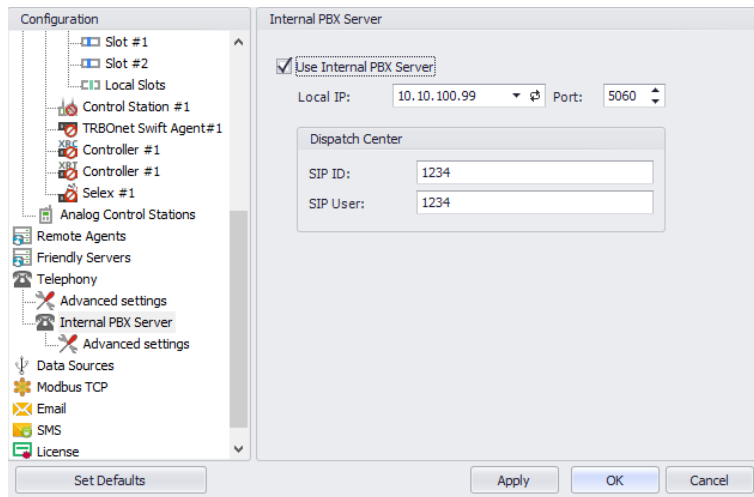 Configuration
Slot #1
Slot #2
Local Slots
Control Station #1
TRBOnet Swift Agent#1
XRC Controller #1
XRT Controller #1
Selex #1
Analog Control Stations
Remote Agents
Friendly Servers
Telephony
Advanced settings
Internal PBX Server
Advanced settings
Data Sources
Modbus TCP
Email
SMS
License
Set Defaults
Internal PBX Server
Use Internal PBX Server
Local IP: 10.10.100.99 Port: 5060
Dispatch Center
SIP ID: 1234
SIP User: 1234
Apply OK Cancel